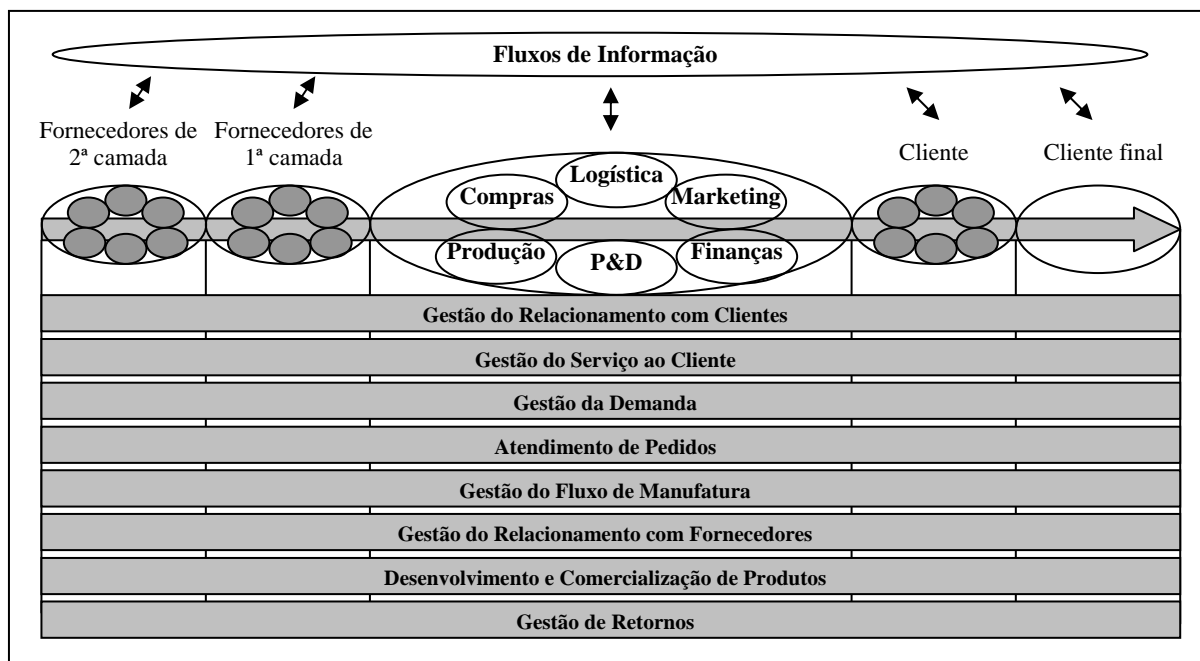 Fluxos de Informação
Fornecedores de
2ª camada
Fornecedores de
1ª camada
Cliente
Cliente final
Logística
Compras
Marketing
Produção
P&D
Finanças
Gestão do Relacionamento com Clientes
Gestão do Serviço ao Cliente
Gestão da Demanda
Atendimento de Pedidos
Gestão do Fluxo de Manufatura
Gestão do Relacionamento com Fornecedores
Desenvolvimento e Comercialização de Produtos
Gestão de Retornos